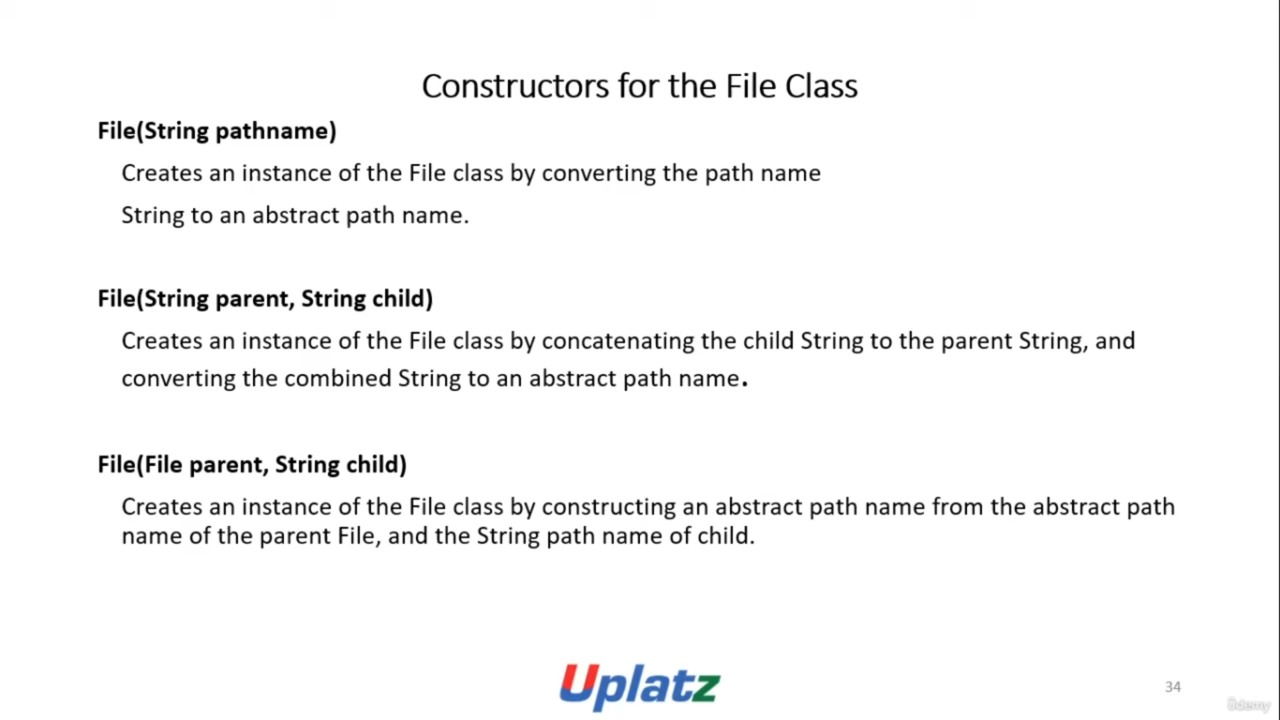 Constructors for the File Class
File(String pathname)
Creates an instance of the File class by converting the path name
String to an abstract path name.
File(String parent, String child)
Creates an instance of the File class by concatenating the child String to the parent String, and
converting the combined String to an abstract path name.
File(File parent, String child)
Creates an instance of the File class by constructing an abstract path name from the abstract path
name of the parent File, and the String path name of child.
Uplatz
34
ûdemy